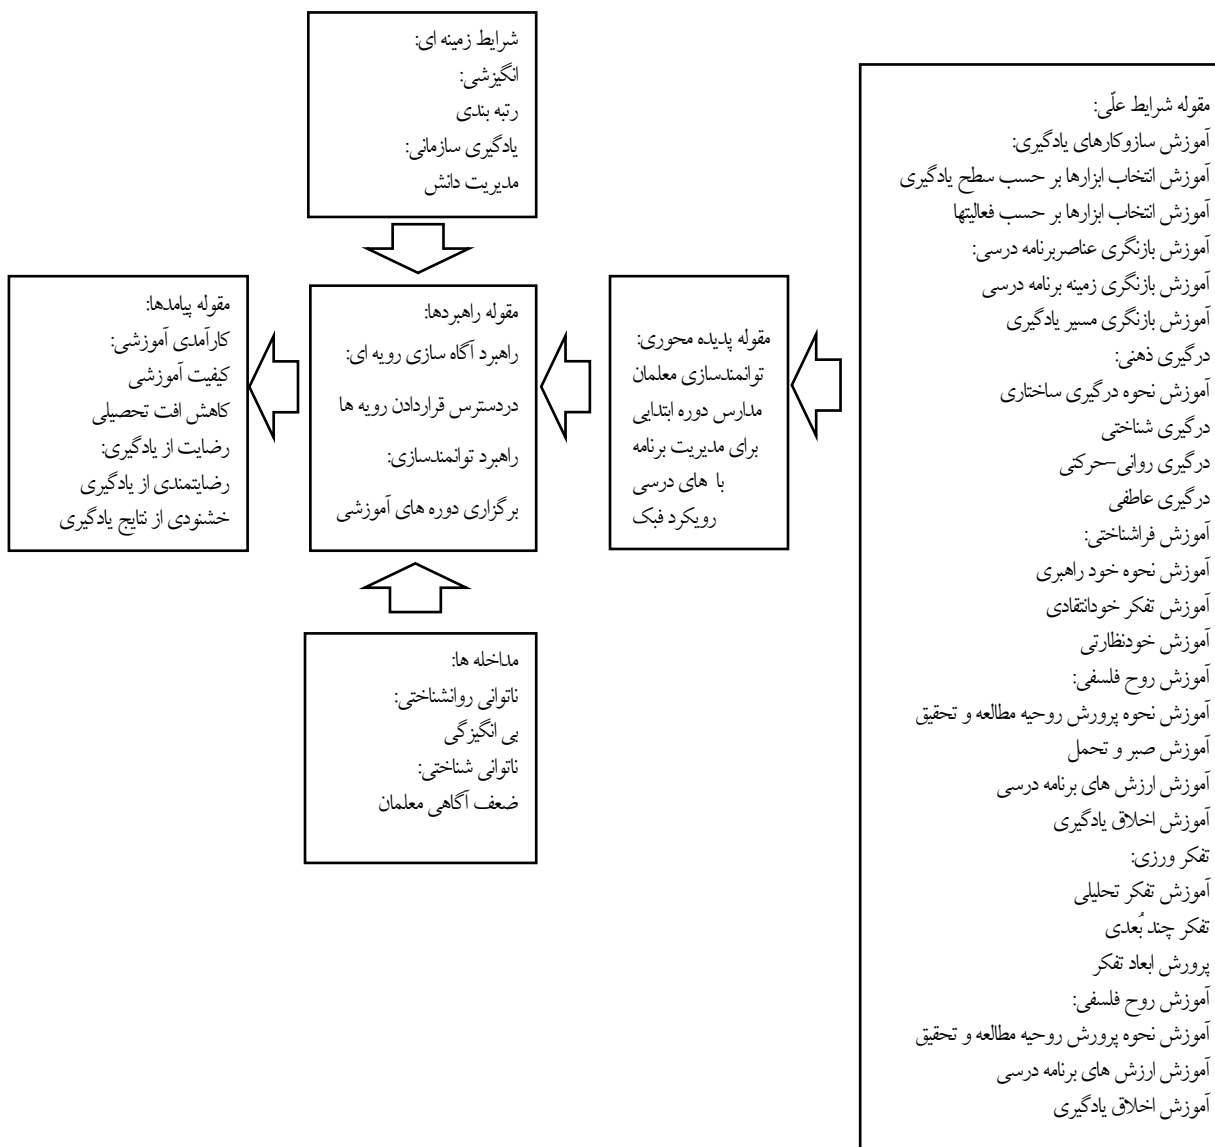 شرایط زمینه ای:
انگیزشی:
رتبه بندی
یادگیری سازمانی:
مدیریت دانش
مقوله شرایط علّی:
آموزش سازوکارهای یادگیری:
آموزش انتخاب ابزارها بر حسب سطح یادگیری
آموزش انتخاب ابزارها بر حسب فعالیتها
آموزش بازنگری عناصربرنامه درسی:
آموزش بازنگری زمینه برنامه درسی
آموزش بازنگری مسیر یادگیری
درگیری ذهنی:
آموزش نحوه درگیری ساختاری
درگیری شناختی
درگیری روانی–حرکتی
درگیری عاطفی
آموزش فراشناختی:
آموزش نحوه خود راهبری
آموزش تفکر خودانتقادی
آموزش خودنظارتی
آموزش روح فلسفی:
آموزش نحوه پرورش روحیه مطالعه و تحقیق
آموزش صبر و تحمل
آموزش ارزش های برنامه درسی
آموزش اخلاق یادگیری
تفکر ورزی:
آموزش تفکر تحلیلی
تفکر چند بُعدی
پرورش ابعاد تفکر
آموزش روح فلسفی:
آموزش نحوه پرورش روحیه مطالعه و تحقیق
آموزش ارزش های برنامه درسی
آموزش اخلاق یادگیری
مقوله پدیده محوری:
توانمندسازی معلمان
مدارس دوره ابتدایی
برای مدیریت برنامه
با های درسی
رویکرد فبک
مقوله راهبردها:
راهبرد آگاه سازی رویه ای:
دردسترس قراردادن رویه ها
راهبرد توانمندسازی:
برگزاری دوره های آموزشی
مقوله پیامدها:
کارآمدی آموزشی:
کیفیت آموزشی
کاهش افت تحصیلی
رضایت از یادگیری:
رضایتمندی از یادگیری
خشنودی از نتایج یادگیری
مداخله ها:
ناتوانی روانشناختی:
بی انگیزگی
ناتوانی شناختی:
ضعف آگاهی معلمان